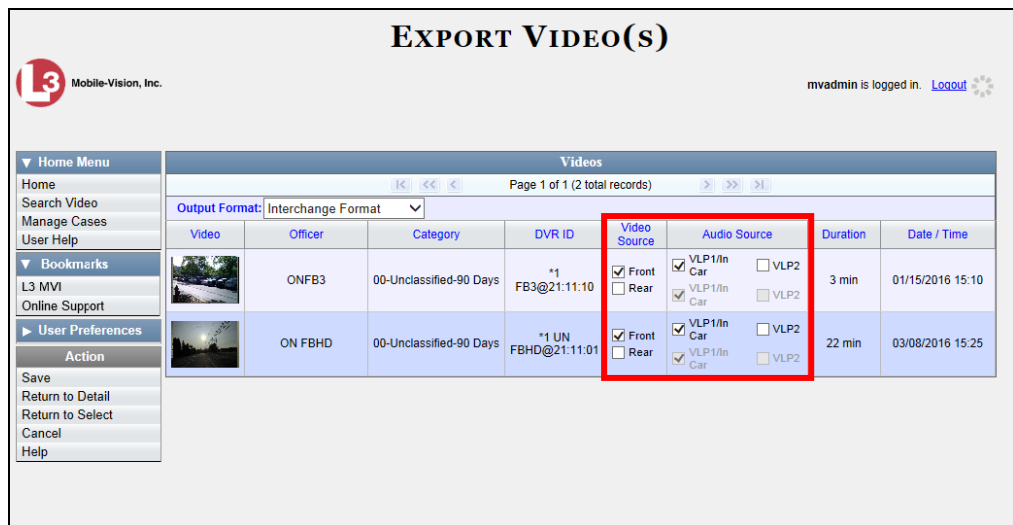 EXPORT VIDEO(S)
L3 Mobile-Vision, Inc.
mvadmin is logged in. Logout
▼ Home Menu
Home
Search Video
Manage Cases
User Help
▼ Bookmarks
L3 MVI
Online Support
▶ User Preferences
Action
Save
Return to Detail
Return to Select
Cancel
Help
Videos
|< << < Page 1 of 1 (2 total records) > >> >|
Output Format: Interchange Format
Video Officer Category DVR ID Video Source Audio Source Duration Date / Time
ONFB3 00-Unclassified-90 Days *1 FB3@21:11:10 Front VLP1/In Car VLP2 3 min 01/15/2016 15:10
Rear VLP1/In Car VLP2
ON FBHD 00-Unclassified-90 Days *1 UN FBHD@21:11:01 Front VLP1/In Car VLP2 22 min 03/08/2016 15:25
Rear VLP1/In Car VLP2